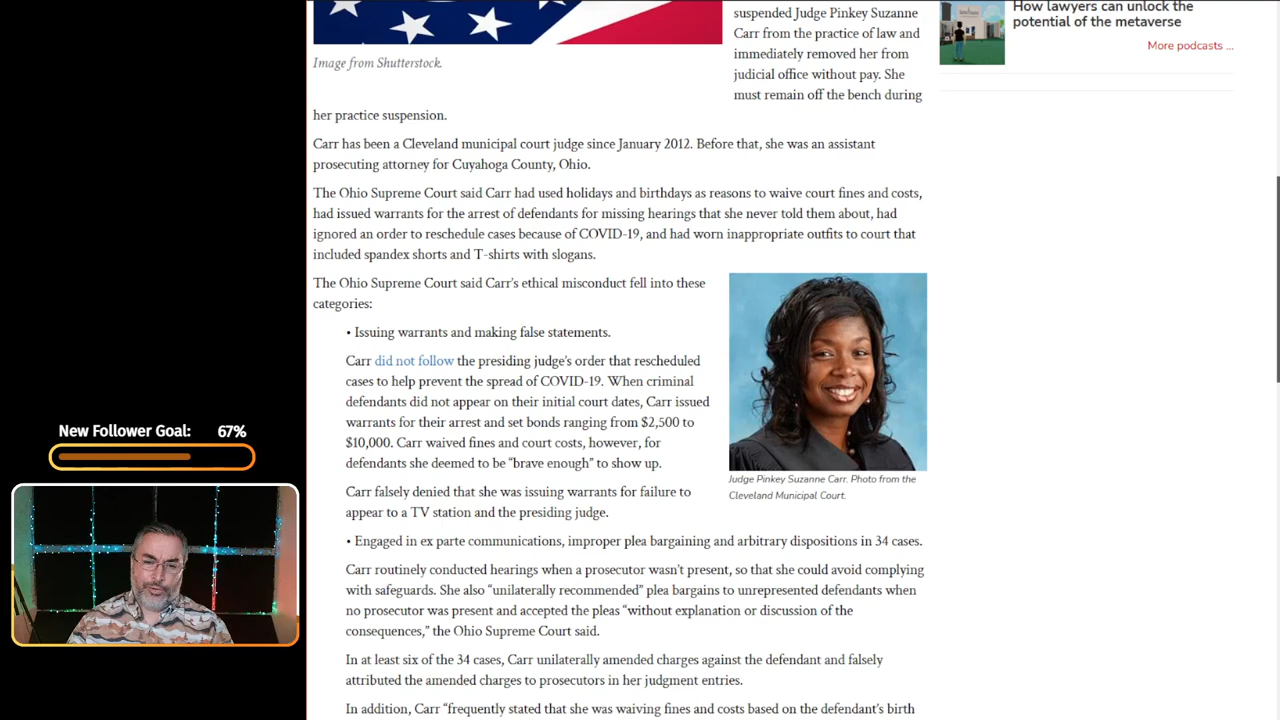 suspended Judge Pinkey Suzanne
Carr from the practice of law and
immediately removed her from
judicial office without pay. She
must remain off the bench during
Image from Shutterstock.
her practice suspension.
Carr has been a Cleveland municipal court judge since January 2012. Before that, she was an assistant
prosecuting attorney for Cuyahoga County, Ohio.
The Ohio Supreme Court said Carr had used holidays and birthdays as reasons to waive court fines and costs,
had issued warrants for the arrest of defendants for missing hearings that she never told them about, had
ignored an order to reschedule cases because of COVID-19, and had worn inappropriate outfits to court that
included spandex shorts and T-shirts with slogans.
The Ohio Supreme Court said Carr's ethical misconduct fell into these
categories:
• Issuing warrants and making false statements.
Carr did not follow the presiding judge's order that rescheduled
cases to help prevent the spread of COVID-19. When criminal
defendants did not appear on their initial court dates, Carr issued
warrants for their arrest and set bonds ranging from $2,500 to
$10,000. Carr waived fines and court costs, however, for
defendants she deemed to be “brave enough” to show up.
Judge Pinkey Suzanne Carr. Photo from the
Cleveland Municipal Court.
Carr falsely denied that she was issuing warrants for failure to
appear to a TV station and the presiding judge.
• Engaged in ex parte communications, improper plea bargaining and arbitrary dispositions in 34 cases.
Carr routinely conducted hearings when a prosecutor wasn't present, so that she could avoid complying
with safeguards. She also “unilaterally recommended” plea bargains to unrepresented defendants when
no prosecutor was present and accepted the pleas “without explanation or discussion of the
consequences,” the Ohio Supreme Court said.
In at least six of the 34 cases, Carr unilaterally amended charges against the defendant and falsely
attributed the amended charges to prosecutors in her judgment entries.
In addition, Carr “frequently stated that she was waiving fines and costs based on the defendant's birth
How lawyers can unlock the
potential of the metaverse
More podcasts ...
New Follower Goal: 67%